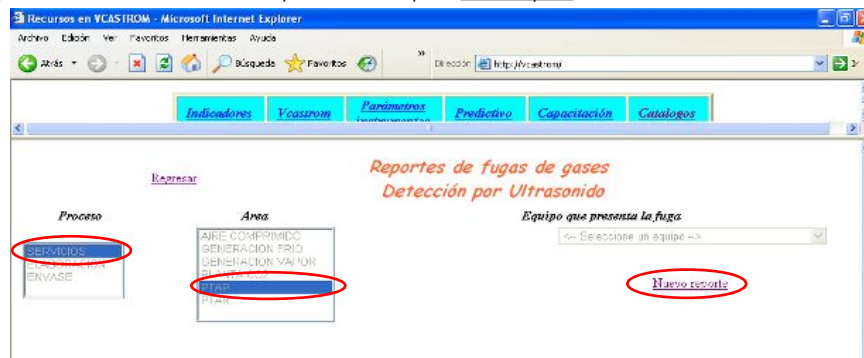 Recursos en VCASTROM - Microsoft Internet Explorer
Archivo Edición Ver Favoritos Herramientas Ayuda
Atrás Búsqueda Favoritos » Dirección http://vcastrom/ Ir
Indicadores Vcastrom Parámetros instrumentos Predictivo Capacitación Catalogos
Regresar
Reportes de fugas de gases
Detección por Ultrasonido
Proceso Area Equipo que presenta la fuga
SERVICIOS
ELABORACION
ENVASE
AIRE COMPRIMIDO
GENERACION FRIO
GENERACION VAPOR
PLANTA CO2
PTAP
PTAR
<-- Seleccione un equipo -->
Nuevo reporte